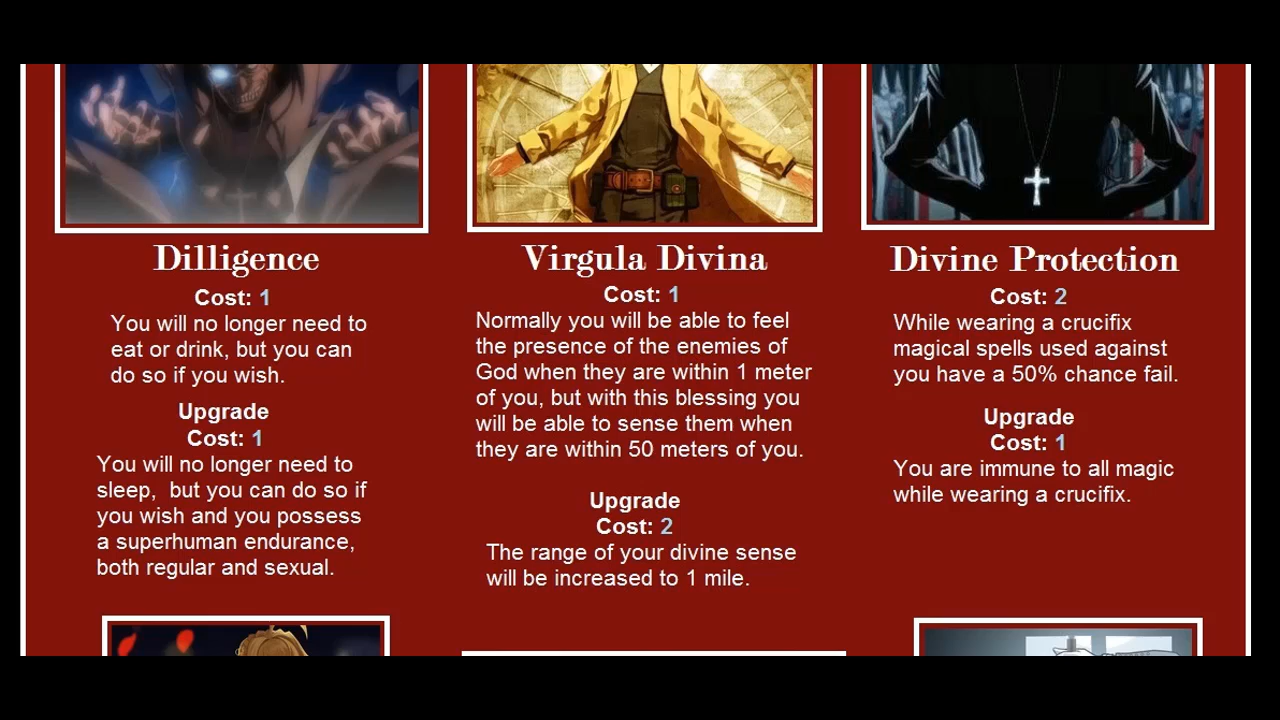 Dilligence
Cost: 1
You will no longer need to
eat or drink, but you can
do so if you wish.
Upgrade
Cost: 1
You will no longer need to
sleep,  but you can do so if
you wish and you possess
a superhuman endurance,
both regular and sexual.
Virgula Divina
Cost: 1
Normally you will be able to feel
the presence of the enemies of
God when they are within 1 meter
of you, but with this blessing you
will be able to sense them when
they are within 50 meters of you.
Upgrade
Cost: 2
The range of your divine sense
will be increased to 1 mile.
Divine Protection
Cost: 2
While wearing a crucifix
magical spells used against
you have a 50% chance fail.
Upgrade
Cost: 1
You are immune to all magic
while wearing a crucifix.